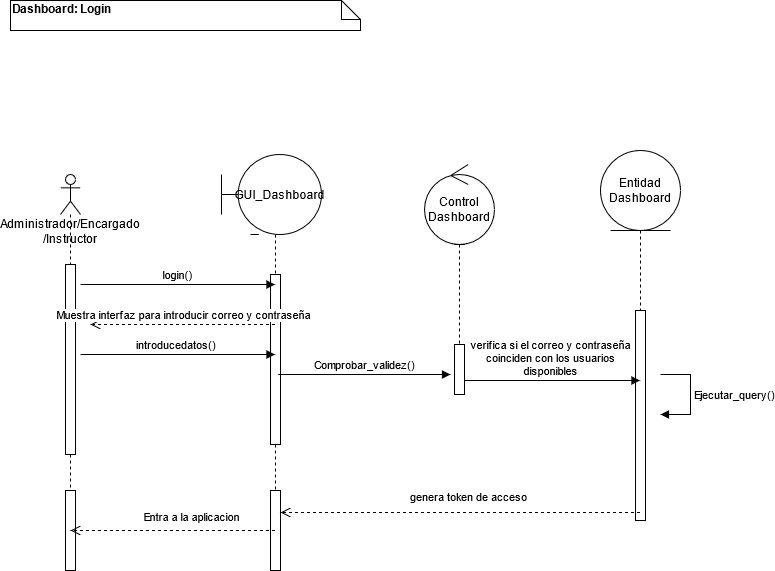 Dashboard: Login
GUI_Dashboard
Control
Dashboard
Entidad
Dashboard
Administrador/Encargado
/Instructor
login()
Muestra interfaz para introducir correo y contraseña
introducedatos()
Comprobar_validez()
verifica si el correo y contraseña
coinciden con los usuarios
disponibles
Ejecutar_query()
genera token de acceso
Entra a la aplicacion